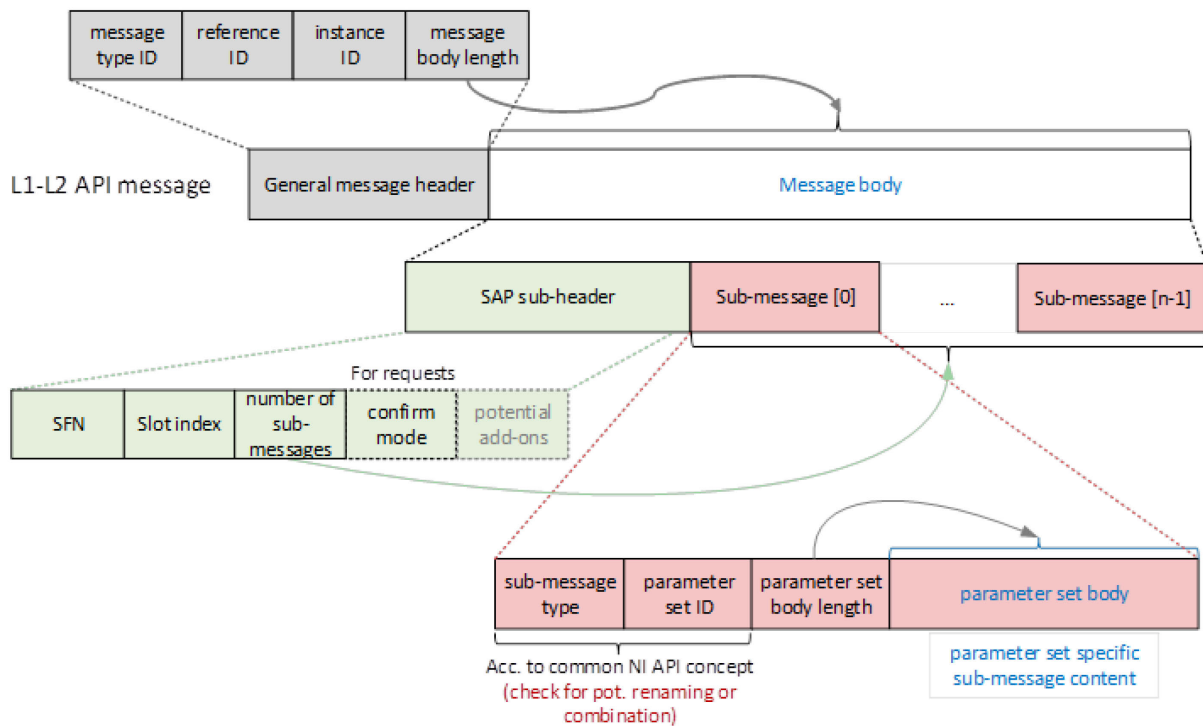 message reference instance message
type ID ID ID body length
L1-L2 API message
General message header
Message body
SAP sub-header
Sub-message [0]
...
Sub-message [n-1]
For requests
SFN
Slot index
number of
sub-
messages
confirm
mode
potential
add-ons
sub-message
type
parameter
set ID
parameter set
body length
parameter set body
Acc. to common NI API concept
(check for pot. renaming or
combination)
parameter set specific
sub-message content